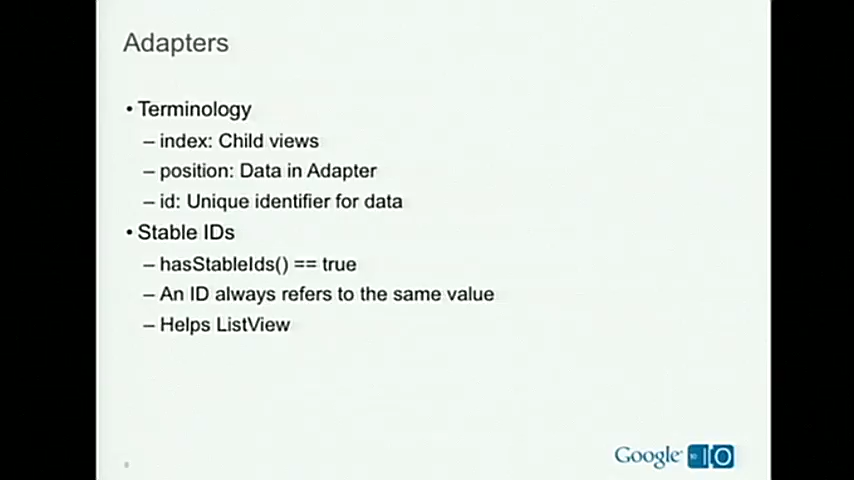 Adapters
• Terminology
– index: Child views
– position: Data in Adapter
– id: Unique identifier for data
• Stable IDs
– hasStableIds() == true
– An ID always refers to the same value
– Helps ListView
Google IO